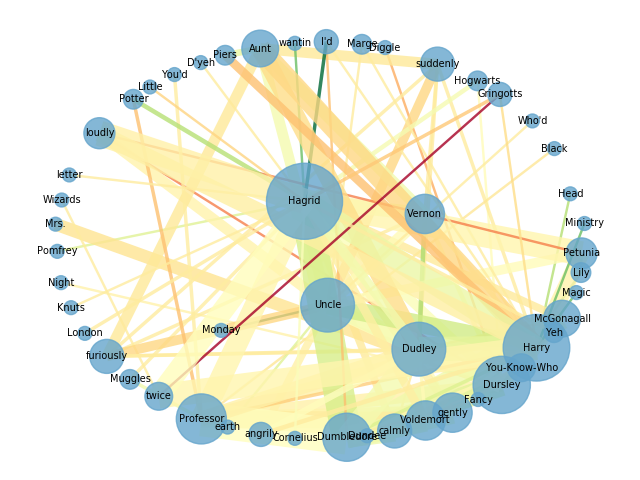 wantin
I'd
Marge
Diggle
Aunt
Piers
D'yeh
suddenly
You'd
Hogwarts
Little
Gringotts
Potter
Who'd
loudly
Black
letter
Head
Wizards
Hagrid
Vernon
Mrs.
Ministry
Pomfrey
Petunia
Lily
Night
Magic
Knuts
Uncle
McGonagall
London
Monday
Yeh
furiously
Dudley
Harry
You-Know-Who
Muggles
Dursley
twice
Fancy
Professor
gently
Voldemort
earth
angrily
calmly
Cornelius
Dumbledore
Dundee